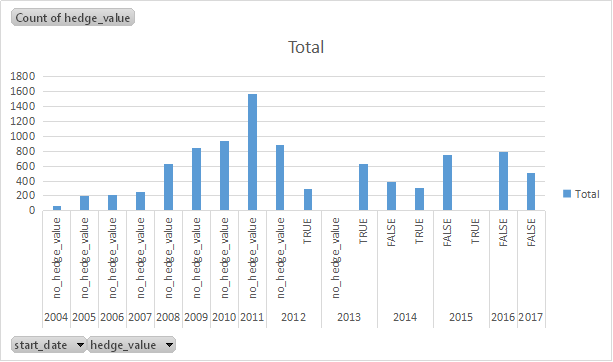 Count of hedge_value
Total
1800
1600
1400
1200
1000
800
600
400
200
0
Total
no_hedge_value
no_hedge_value
no_hedge_value
no_hedge_value
no_hedge_value
no_hedge_value
no_hedge_value
no_hedge_value
no_hedge_value
TRUE
no_hedge_value
TRUE
FALSE
TRUE
FALSE
TRUE
FALSE
FALSE
2004 2005 2006 2007 2008 2009 2010 2011 2012 2013 2014 2015 2016 2017
start_date hedge_value